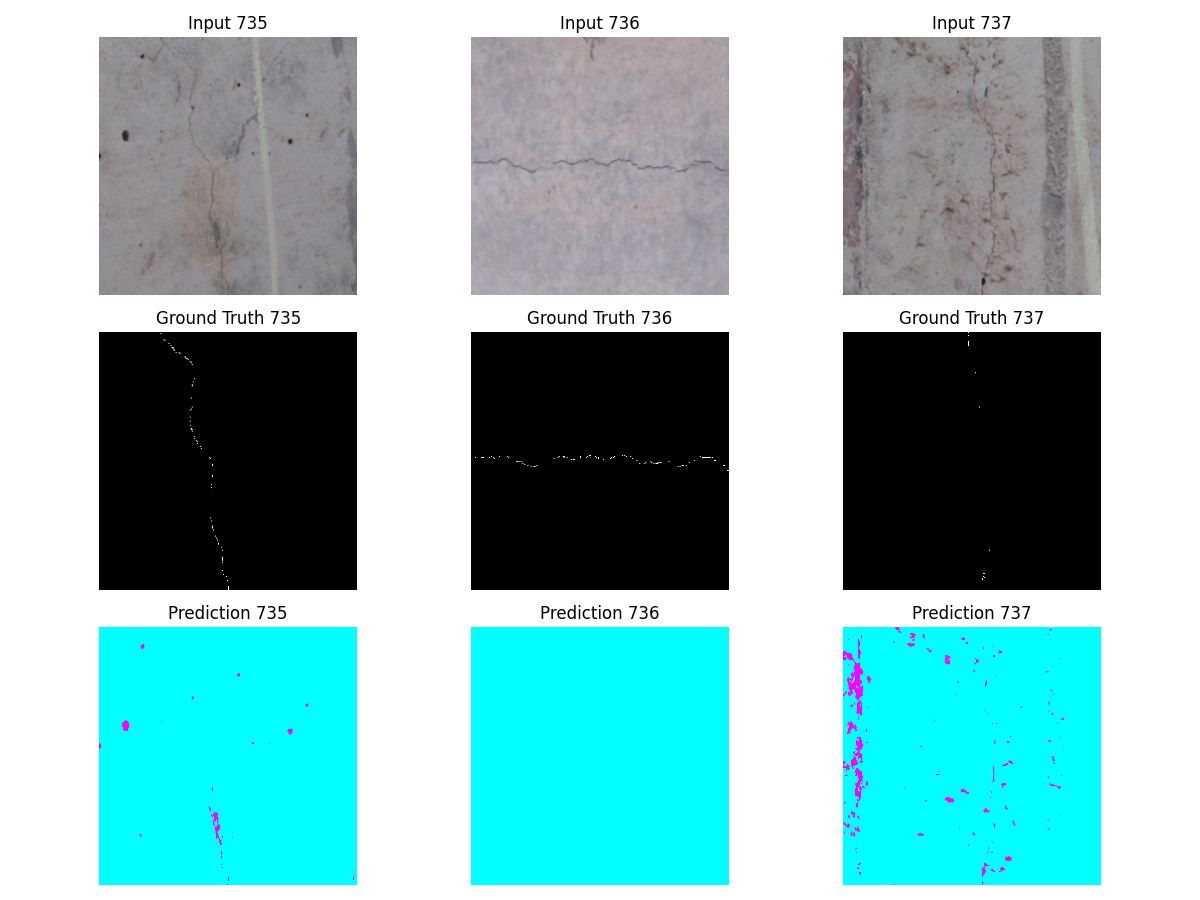 Input 735
Input 736
Input 737
Ground Truth 735
Ground Truth 736
Ground Truth 737
Prediction 735
Prediction 736
Prediction 737